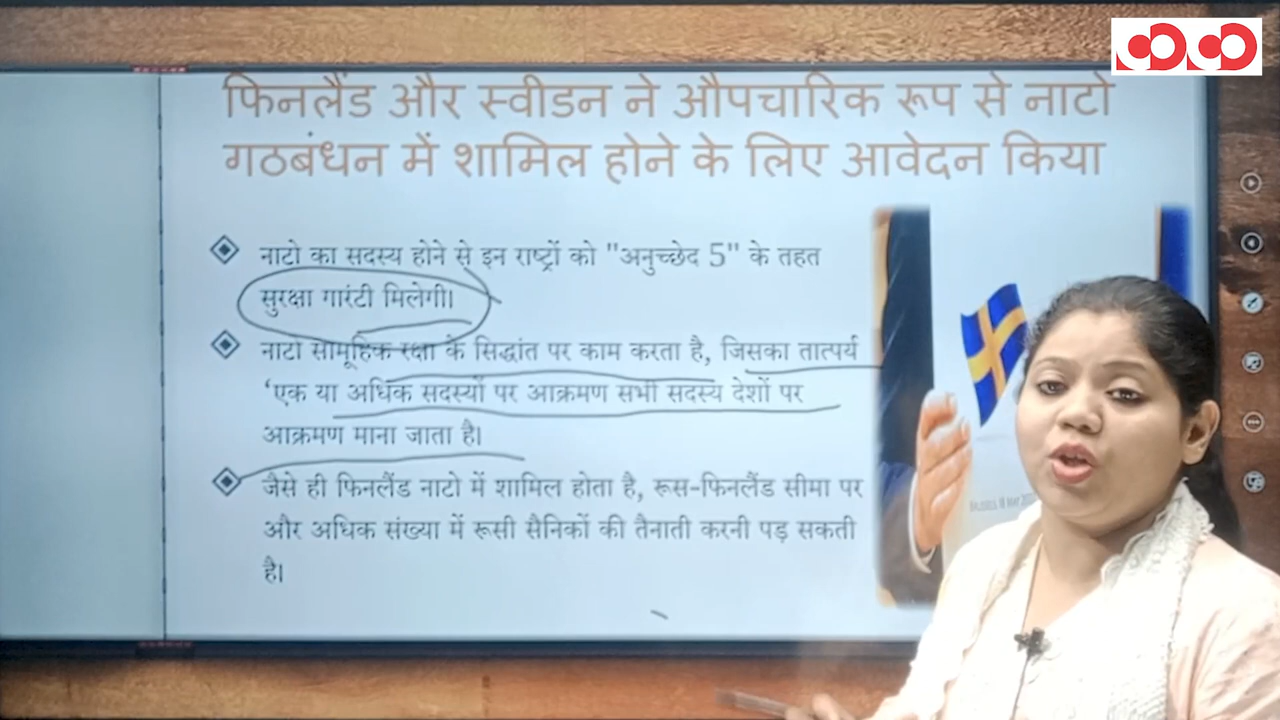 फिनलैंड और स्वीडन ने औपचारिक रूप से नाटो
गठबंधन में शामिल होने के लिए आवेदन किया
नाटो का सदस्य होने से इन राष्ट्रों को "अनुच्छेद 5" के तहत
सुरक्षा गारंटी मिलेगी।
नाटो सामूहिक रक्षा के सिद्धांत पर काम करता है, जिसका तात्पर्य
‘एक या अधिक सदस्यों पर आक्रमण सभी सदस्य देशों पर
आक्रमण माना जाता है।
जैसे ही फिनलैंड नाटो में शामिल होता है, रूस-फिनलैंड सीमा पर
और अधिक संख्या में रूसी सैनिकों की तैनाती करनी पड़ सकती
है।